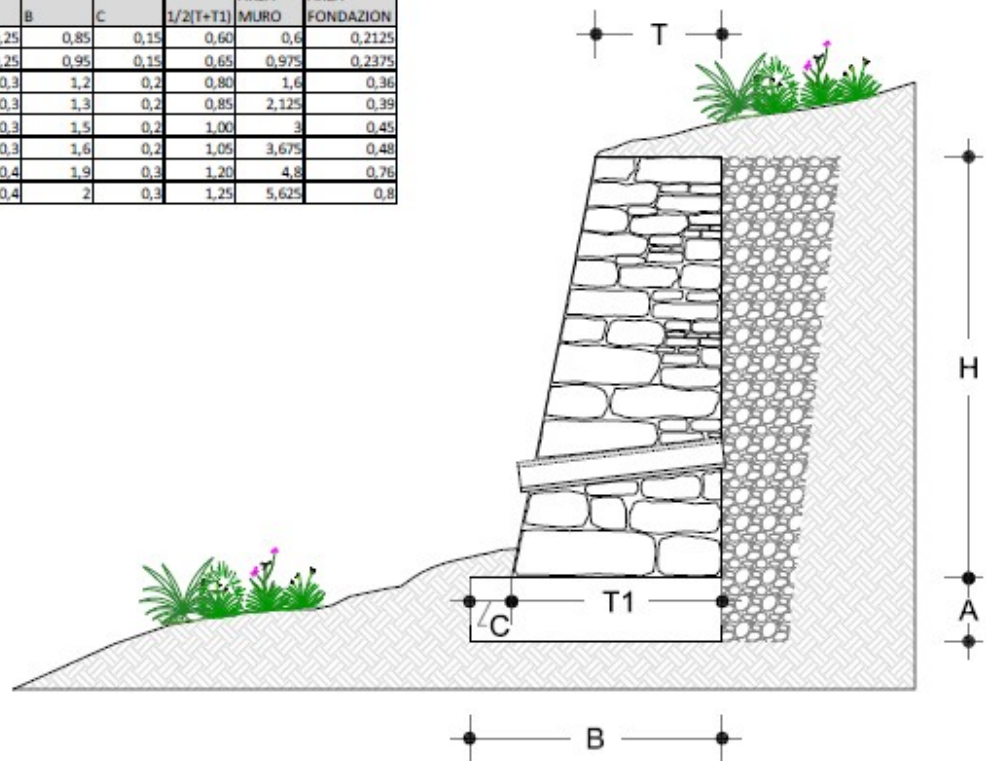 B C 1/2(T+T1) MURO FONDAZION
,25 0,85 0,15 0,60 0,6 0,2125
,25 0,95 0,15 0,65 0,975 0,2375
0,3 1,2 0,2 0,80 1,6 0,36
0,3 1,3 0,2 0,85 2,125 0,39
0,3 1,5 0,2 1,00 3 0,45
0,3 1,6 0,2 1,05 3,675 0,48
0,4 1,9 0,3 1,20 4,8 0,76
0,4 2 0,3 1,25 5,625 0,8
T
H
T1
A
C
B